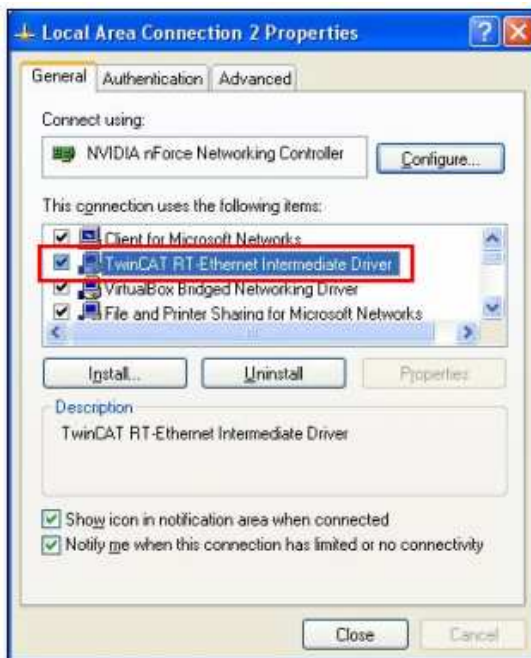 Local Area Connection 2 Properties
General Authentication Advanced
Connect using:
NVIDIA nForce Networking Controller Configure...
This connection uses the following items:
Client for Microsoft Networks
TwinCAT RT-Ethernet Intermediate Driver
VirtualBox Bridged Networking Driver
File and Printer Sharing for Microsoft Networks
Install... Uninstall Properties
Description
TwinCAT RT-Ethernet Intermediate Driver
Show icon in notification area when connected
Notify me when this connection has limited or no connectivity
Close Cancel